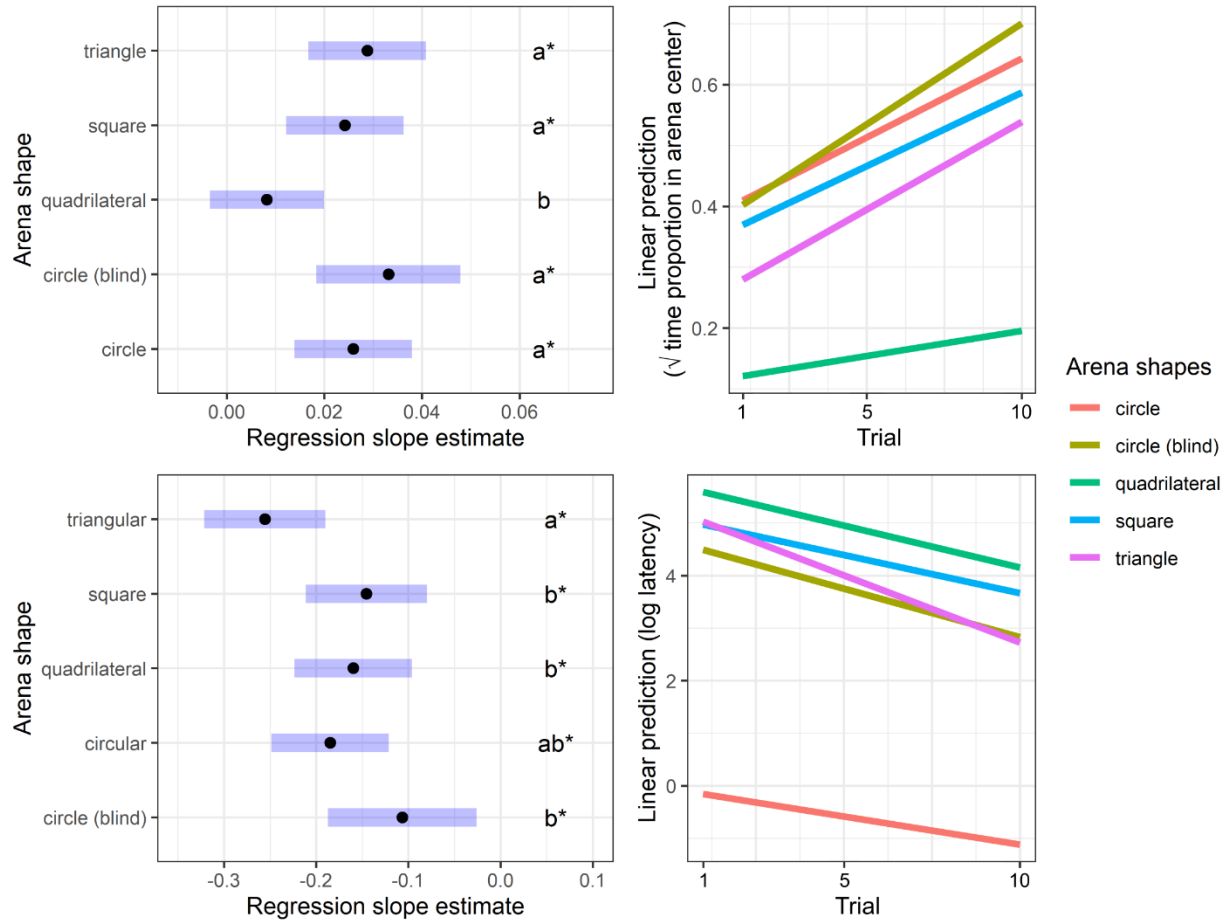 triangle
a*
square
a*
quadrilateral
b
circle (blind)
a*
circle
a*
Arena shape
0.00 0.02 0.04 0.06
Regression slope estimate
Linear prediction
(√ time proportion in arena center)
0.6
0.4
0.2
1 5 10
Trial
Arena shapes
circle
circle (blind)
quadrilateral
square
triangle
triangular
a*
square
b*
quadrilateral
b*
circular
ab*
circle (blind)
b*
Arena shape
-0.3 -0.2 -0.1 0.0 0.1
Regression slope estimate
Linear prediction (log latency)
4
2
0
1 5 10
Trial